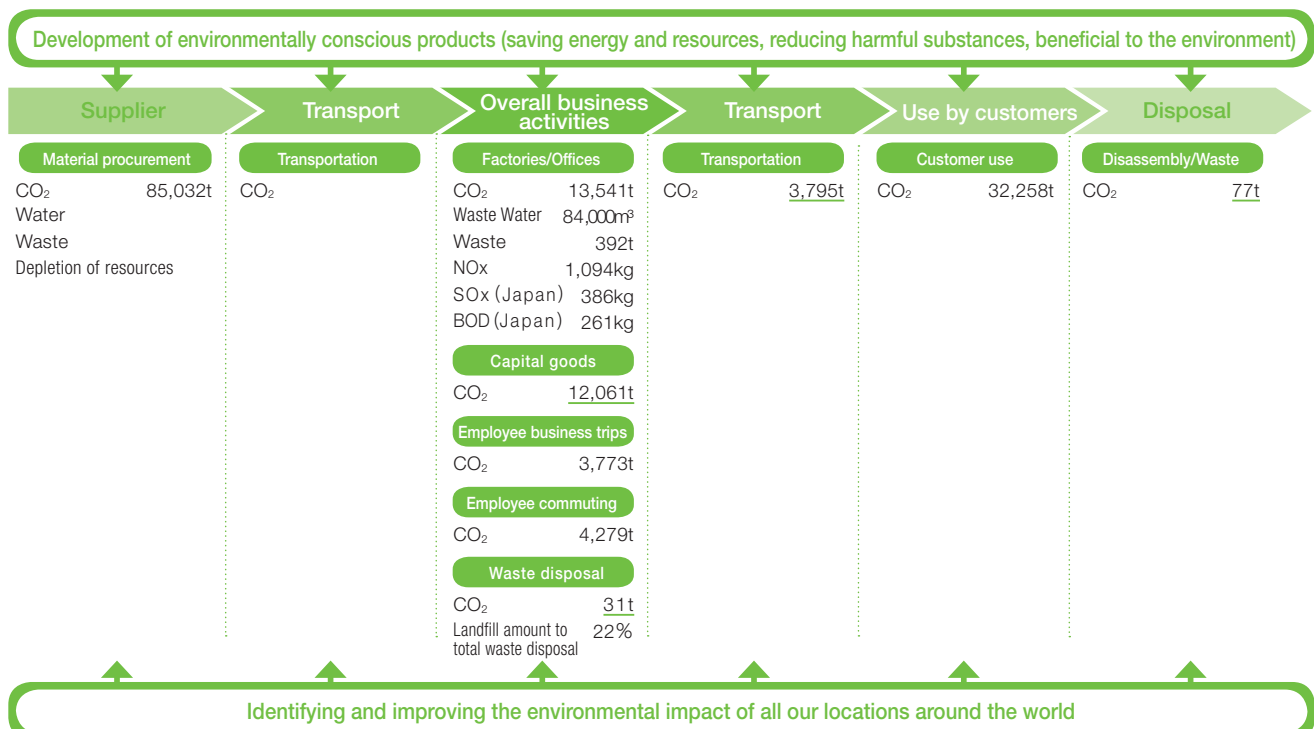 Development of environmentally conscious products (saving energy and resources, reducing harmful substances, beneficial to the environment)
Supplier
Transport
Overall business
activities
Transport
Use by customers
Disposal
Material procurement
CO₂ 85,032t
Water
Waste
Depletion of resources
Transportation
CO₂
Factories/Offices
CO₂ 13,541t
Waste Water 84,000m³
Waste 392t
NOx 1,094kg
SOx (Japan) 386kg
BOD (Japan) 261kg
Capital goods
CO₂ 12,061t
Employee business trips
CO₂ 3,773t
Employee commuting
CO₂ 4,279t
Waste disposal
CO₂ 31t
Landfill amount to 22%
total waste disposal
Transportation
CO₂ 3,795t
Customer use
CO₂ 32,258t
Disassembly/Waste
CO₂ 77t
Identifying and improving the environmental impact of all our locations around the world